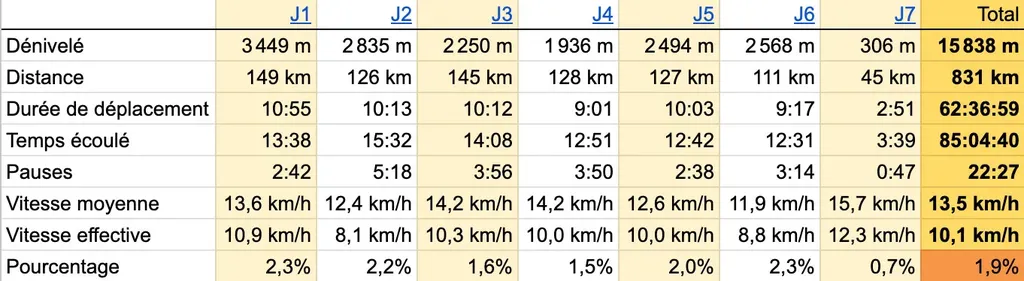 J1 J2 J3 J4 J5 J6 J7 Total
Dénivelé 3 449 m 2 835 m 2 250 m 1 936 m 2 494 m 2 568 m 306 m 15 838 m
Distance 149 km 126 km 145 km 128 km 127 km 111 km 45 km 831 km
Durée de déplacement 10:55 10:13 10:12 9:01 10:03 9:17 2:51 62:36:59
Temps écoulé 13:38 15:32 14:08 12:51 12:42 12:31 3:39 85:04:40
Pauses 2:42 5:18 3:56 3:50 2:38 3:14 0:47 22:27
Vitesse moyenne 13,6 km/h 12,4 km/h 14,2 km/h 14,2 km/h 12,6 km/h 11,9 km/h 15,7 km/h 13,5 km/h
Vitesse effective 10,9 km/h 8,1 km/h 10,3 km/h 10,0 km/h 10,0 km/h 8,8 km/h 12,3 km/h 10,1 km/h
Pourcentage 2,3% 2,2% 1,6% 1,5% 2,0% 2,3% 0,7% 1,9%